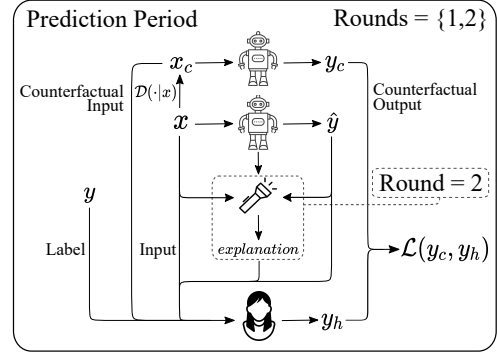 Prediction Period
Rounds = {1,2}
x_c
y_c
Counterfactual
Input
𝒟(·|x)
Counterfactual
Output
x
ŷ
y
Round = 2
Label
Input
explanation
ℒ(y_c, y_h)
y_h